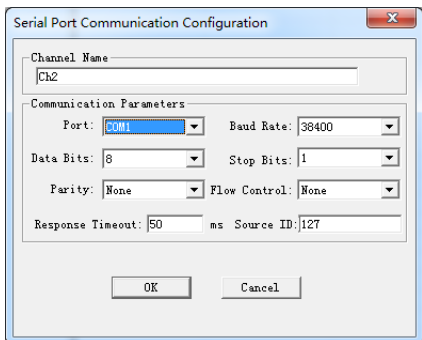 Serial Port Communication Configuration
Channel Name
Ch2
Communication Parameters
Port: COM1 Baud Rate: 38400
Data Bits: 8 Stop Bits: 1
Parity: None Flow Control: None
Response Timeout: 50 ms Source ID: 127
OK Cancel